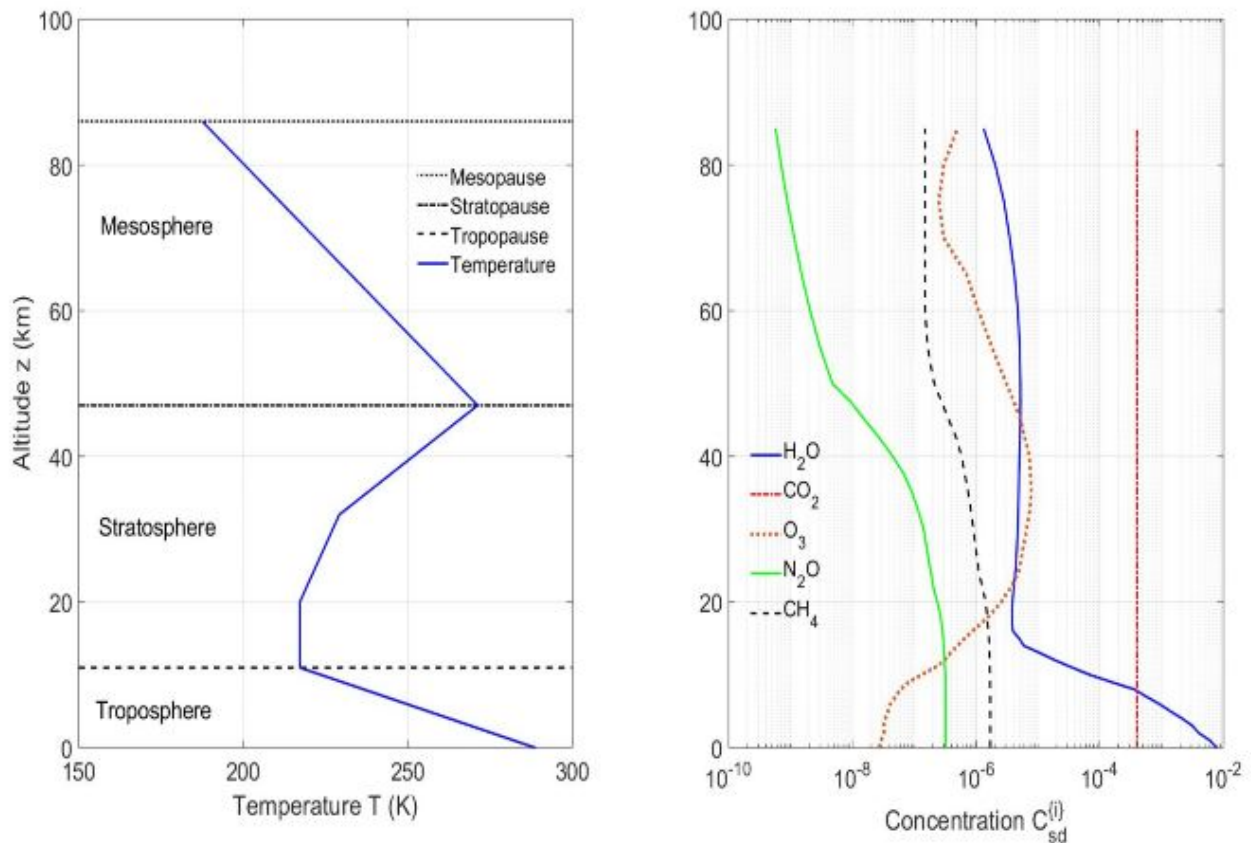 100
80
60
40
20
0
Altitude z (km)
Mesosphere
Stratosphere
Troposphere
Mesopause
Stratopause
Tropopause
Temperature
150
200
250
300
Temperature T (K)
100
80
60
40
20
0
H₂O
CO₂
O₃
N₂O
CH₄
10⁻¹⁰
10⁻⁸
10⁻⁶
10⁻⁴
10⁻²
Concentration C_sd^{i}